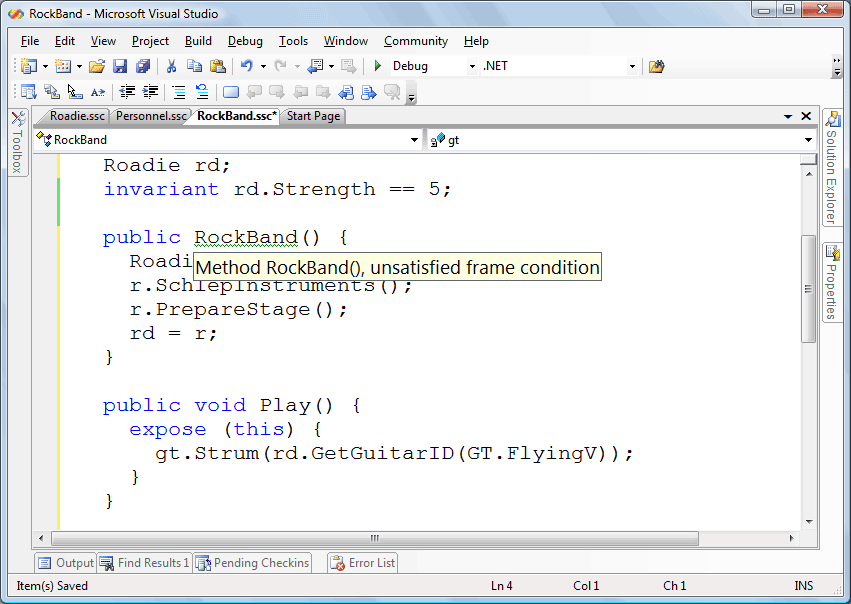 RockBand - Microsoft Visual Studio
File Edit View Project Build Debug Tools Window Community Help
Debug .NET
Roadie.ssc Personnel.ssc RockBand.ssc* Start Page
RockBand gt
Toolbox
Roadie rd;
invariant rd.Strength == 5;
public RockBand() {
Roadi
Method RockBand(), unsatisfied frame condition
r.SchlepInstruments();
r.PrepareStage();
rd = r;
}
public void Play() {
expose (this) {
gt.Strum(rd.GetGuitarID(GT.FlyingV));
}
}
Solution Explorer
Properties
Output Find Results 1 Pending Checkins Error List
Item(s) Saved Ln 4 Col 1 Ch 1 INS